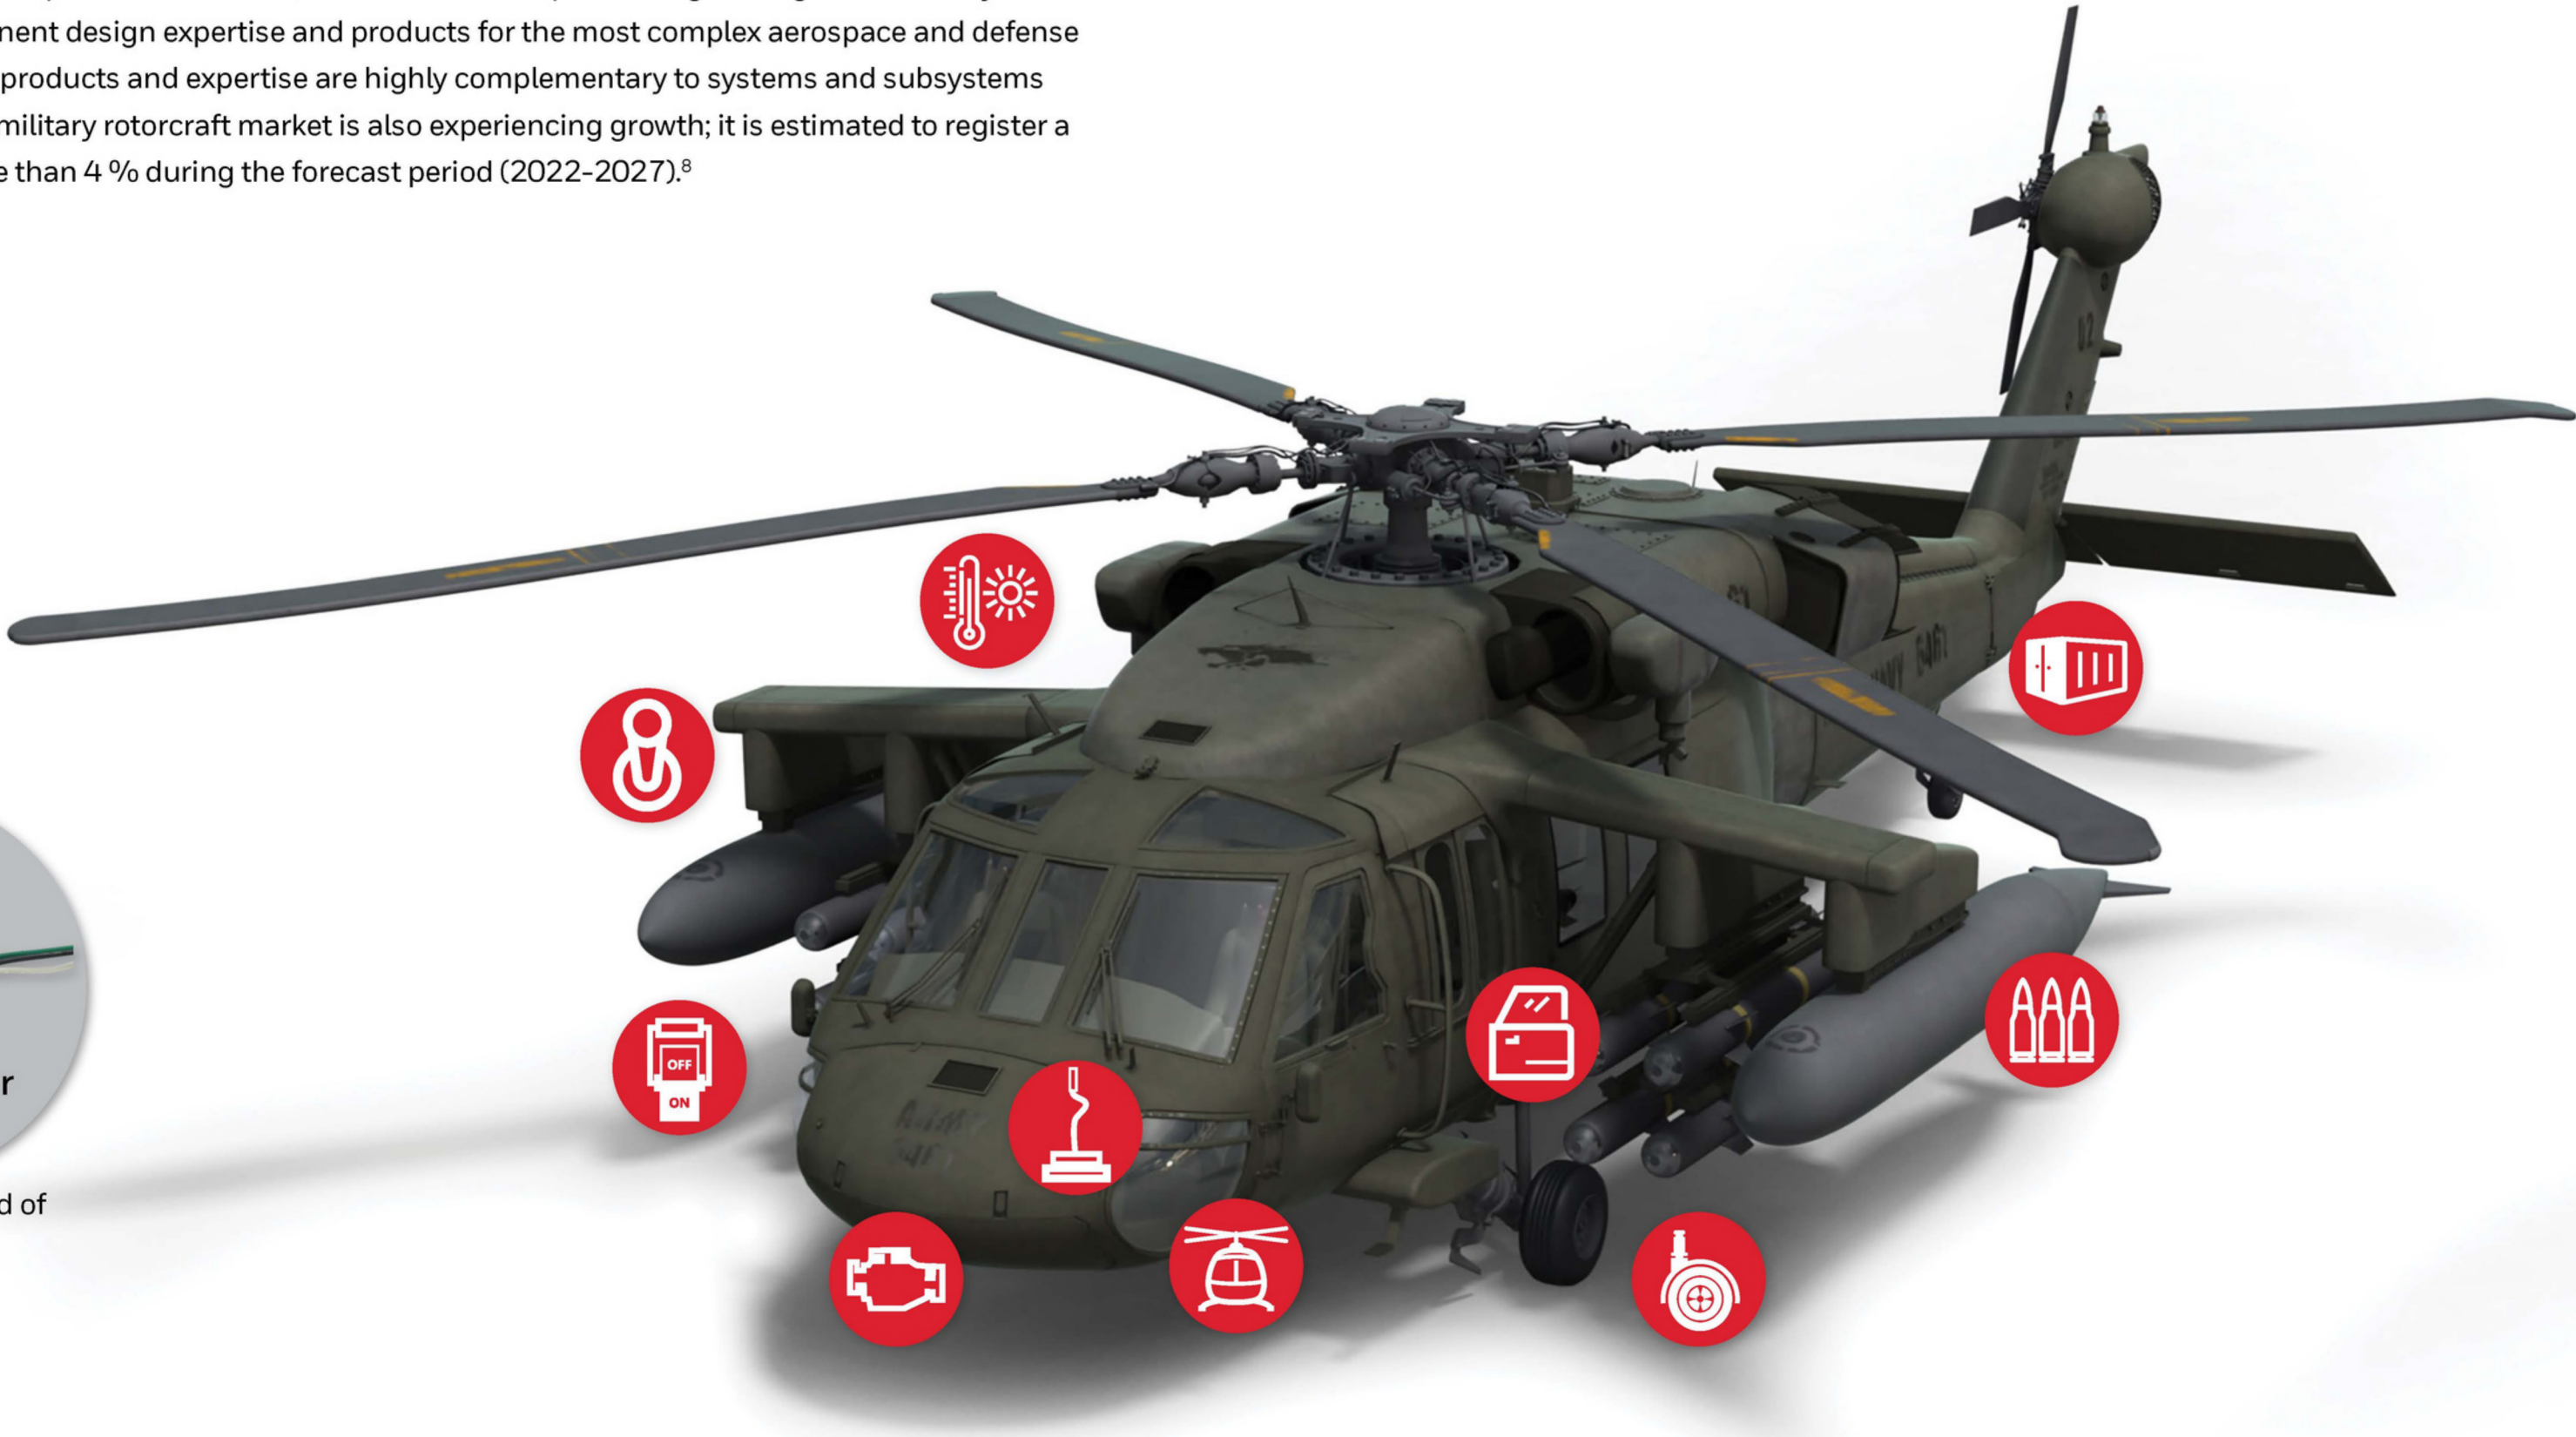 nent design expertise and products for the most complex aerospace and defense
products and expertise are highly complementary to systems and subsystems
military rotorcraft market is also experiencing growth; it is estimated to register a
e than 4 % during the forecast period (2022-2027).⁸
82
r
d of
OFF
ON